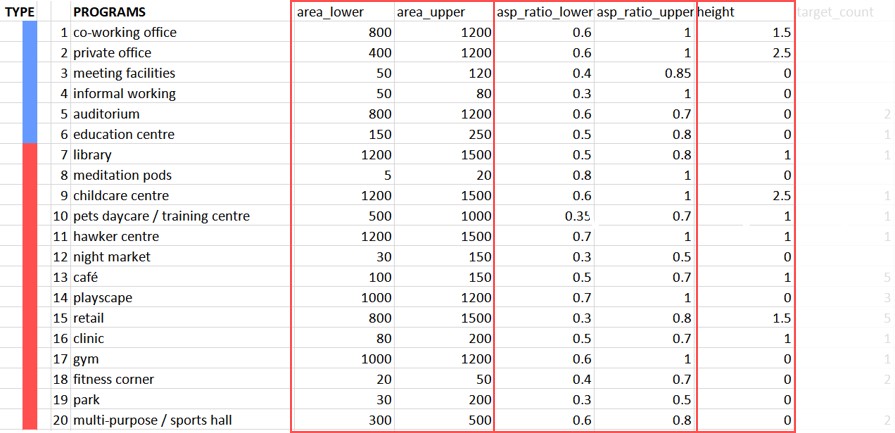 TYPE PROGRAMS area_lower area_upper asp_ratio_lower asp_ratio_upper height target_count
1 co-working office 800 1200 0.6 1 1.5
2 private office 400 1200 0.6 1 2.5
3 meeting facilities 50 120 0.4 0.85 0
4 informal working 50 80 0.3 1 0
5 auditorium 800 1200 0.6 0.7 0 2
6 education centre 150 250 0.5 0.8 0 1
7 library 1200 1500 0.5 0.8 1 1
8 meditation pods 5 20 0.8 1 0
9 childcare centre 1200 1500 0.6 1 2.5 1
10 pets daycare / training centre 500 1000 0.35 0.7 1 1
11 hawker centre 1200 1500 0.7 1 1 1
12 night market 30 150 0.3 0.5 0
13 café 100 150 0.5 0.7 1 5
14 playscape 1000 1200 0.7 1 0 3
15 retail 800 1500 0.3 0.8 1.5 5
16 clinic 80 200 0.5 0.7 1 1
17 gym 1000 1200 0.6 1 0 1
18 fitness corner 20 50 0.4 0.7 0 2
19 park 30 200 0.3 0.5 0
20 multi-purpose / sports hall 300 500 0.6 0.8 0 2